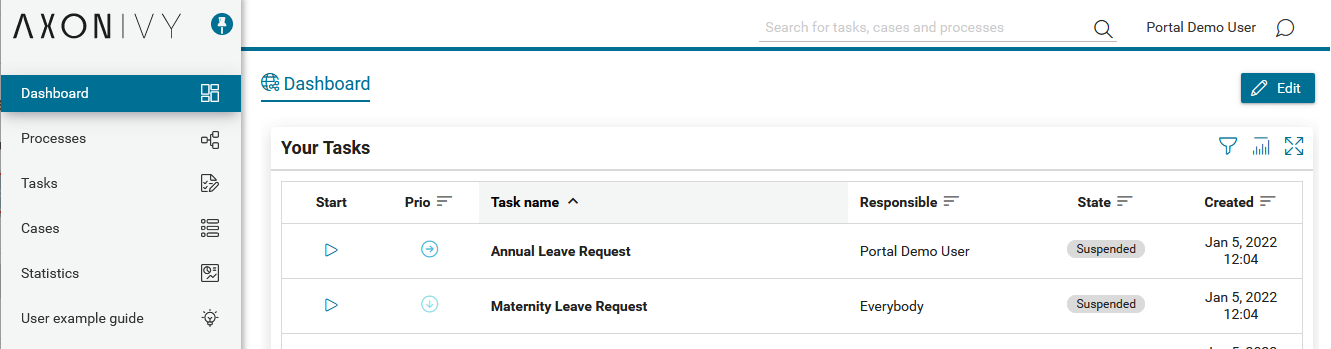 AXONIVY
Search for tasks, cases and processes
Portal Demo User
Dashboard
Processes
Tasks
Cases
Statistics
User example guide
Dashboard
Edit
Your Tasks
Start Prio Task name Responsible State Created
Annual Leave Request Portal Demo User Suspended Jan 5, 2022
12:04
Maternity Leave Request Everybody Suspended Jan 5, 2022
12:04